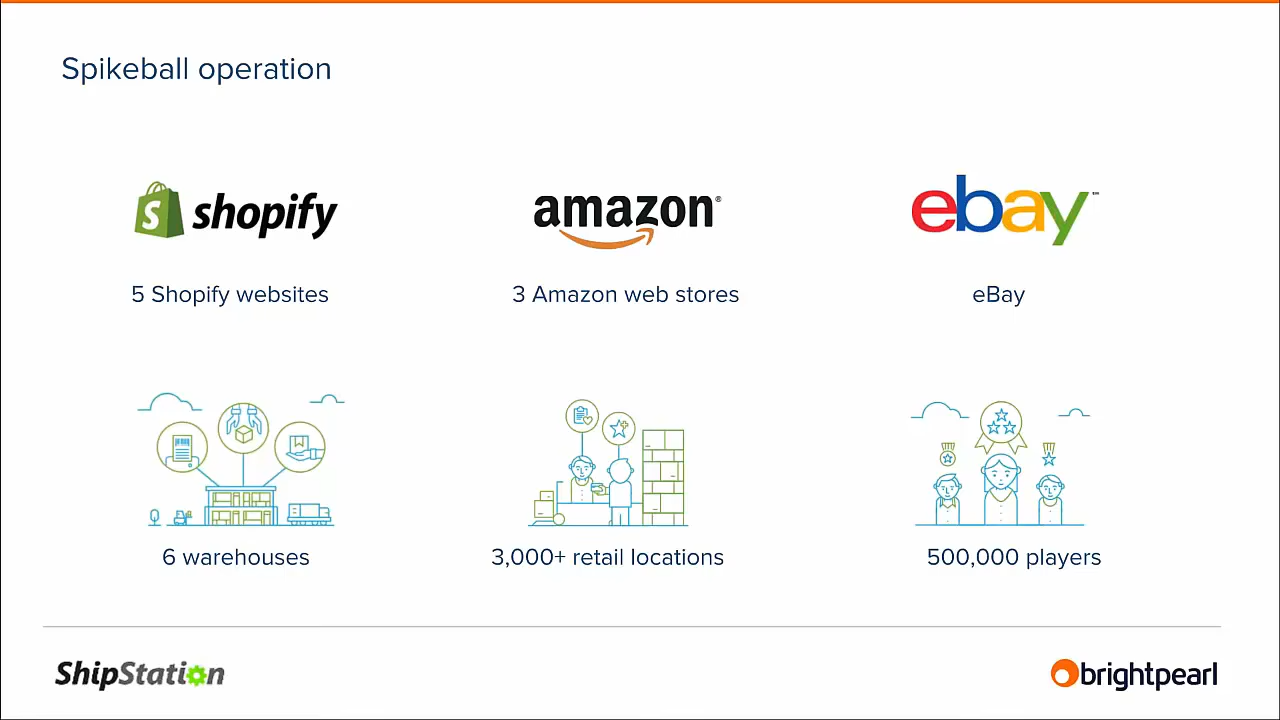 Spikeball operation
shopify
amazon®
ebay™
5 Shopify websites
3 Amazon web stores
eBay
6 warehouses
3,000+ retail locations
500,000 players
ShipStation
brightpearl